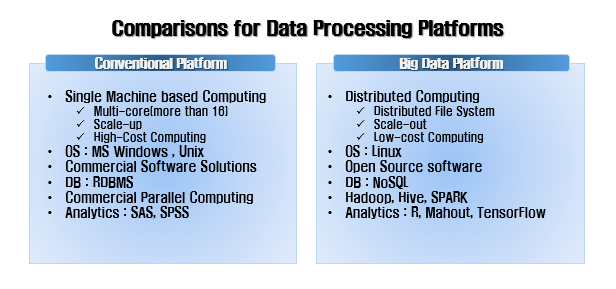 Comparisons for Data Processing Platforms
Conventional Platform
• Single Machine based Computing
✓ Multi-core(more than 16)
✓ Scale-up
✓ High-Cost Computing
• OS : MS Windows , Unix
• Commercial Software Solutions
• DB : RDBMS
• Commercial Parallel Computing
• Analytics : SAS, SPSS
Big Data Platform
• Distributed Computing
✓ Distributed File System
✓ Scale-out
✓ Low-cost Computing
• OS : Linux
• Open Source software
• DB : NoSQL
• Hadoop, Hive, SPARK
• Analytics : R, Mahout, TensorFlow